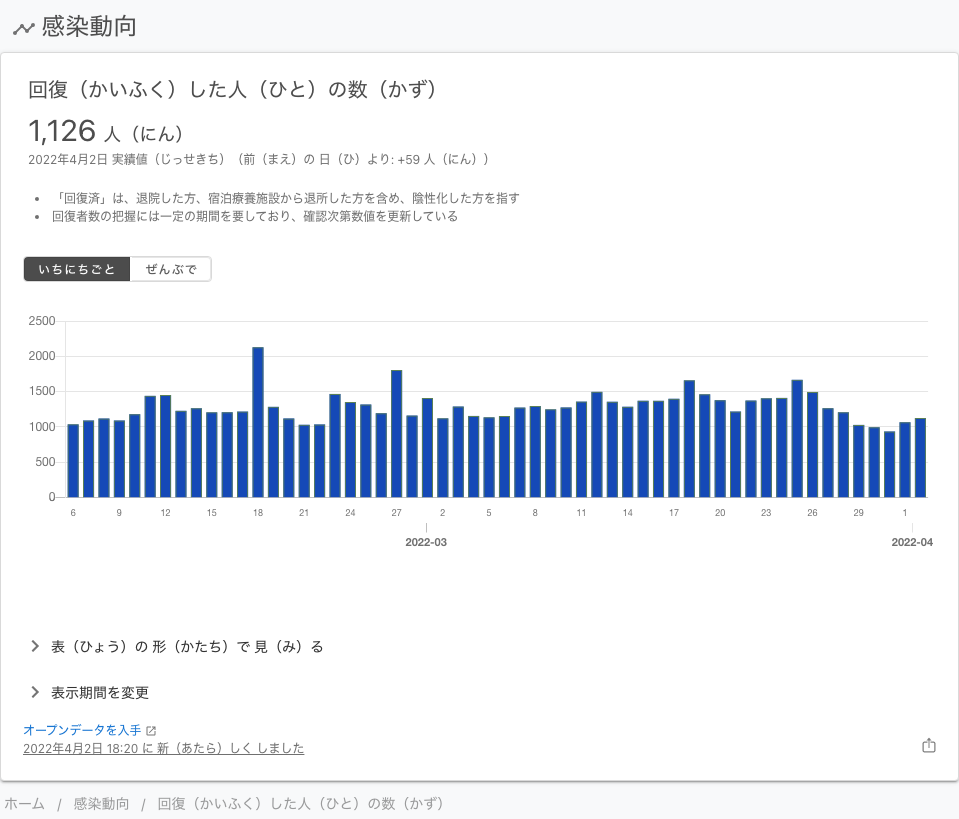 感染動向
回復（かいふく）した人（ひと）の数（かず）
1,126 人（にん）
2022年4月2日 実績値（じっせきち）（前（まえ）の 日（ひ）より: +59 人（にん））
「回復済」は、退院した方、宿泊療養施設から退所した方を含め、陰性化した方を指す
回復者数の把握には一定の期間を要しており、確認次第数値を更新している
いちにちごと ぜんぶで
2500
2000
1500
1000
500
0
6 9 12 15 18 21 24 27 2 5 8 11 14 17 20 23 26 29 1
2022-03 2022-04
表（ひょう）の 形（かたち）で 見（み）る
表示期間を変更
オープンデータを入手
2022年4月2日 18:20 に 新（あたら）しく しました
ホーム / 感染動向 / 回復（かいふく）した人（ひと）の数（かず）